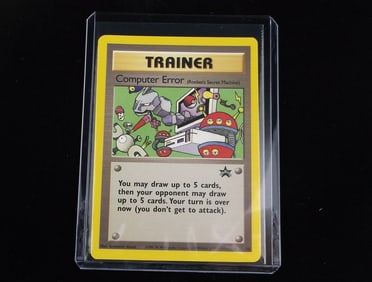 TRAINER
Computer Error (Rocket's Secret Machine)
You may draw up to 5 cards,
then your opponent may draw
up to 5 cards. Your turn is over
now (you don't get to attack).